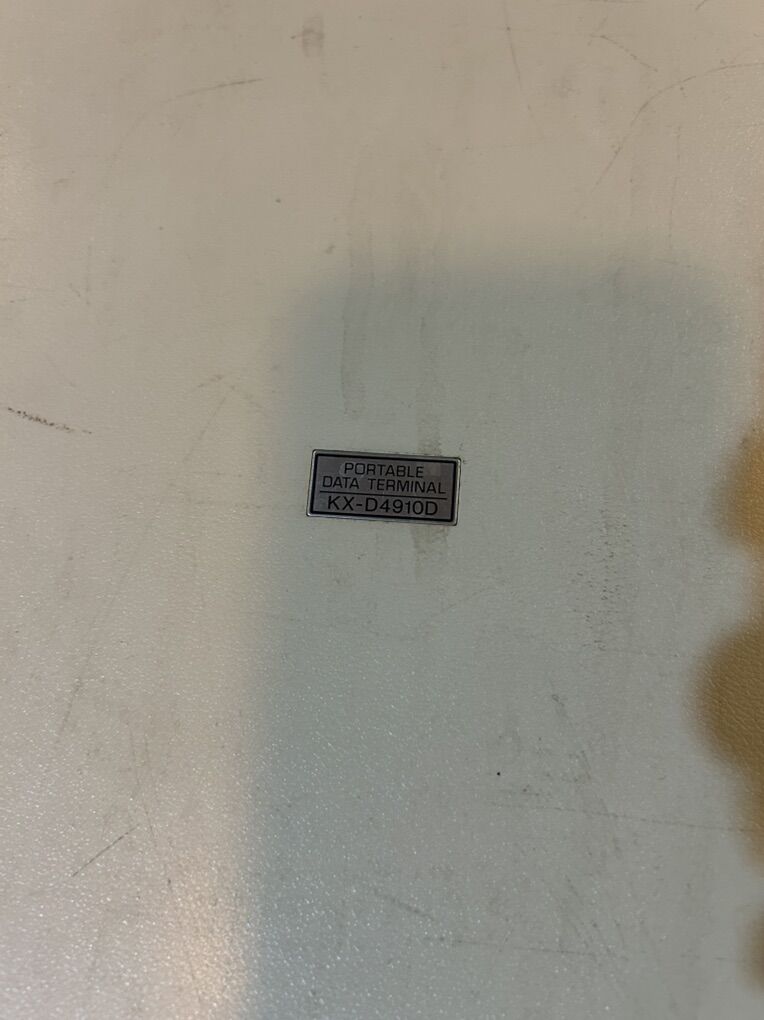 PORTABLE
DATA TERMINAL
KX-D4910D